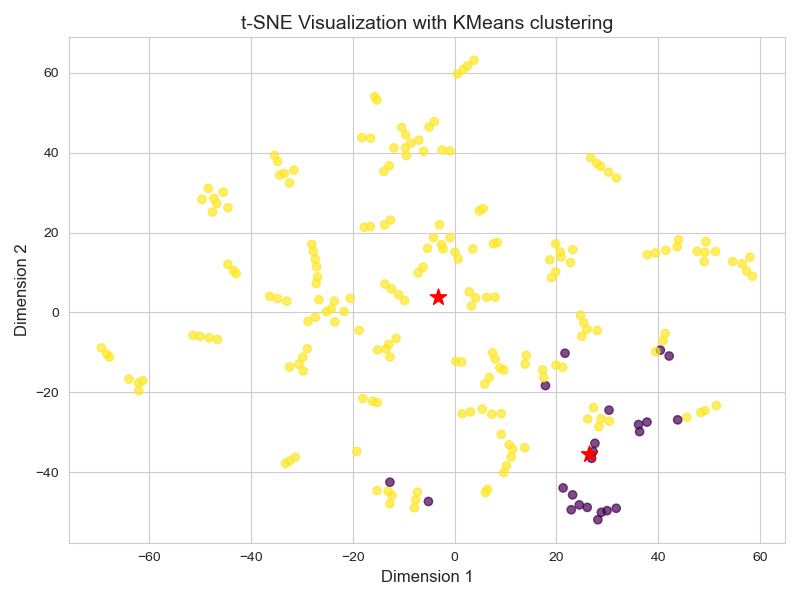 t-SNE Visualization with KMeans clustering
Dimension 2
60
40
20
0
−20
−40
−60 −40 −20 0 20 40 60
Dimension 1